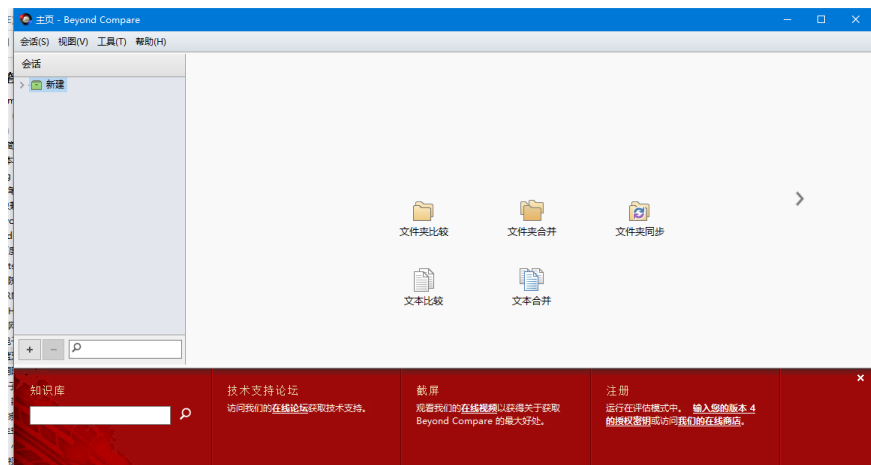 主页 - Beyond Compare
会话(S) 视图(V) 工具(T) 帮助(H)
会话
新建
文件夹比较
文件夹合并
文件夹同步
文本比较
文本合并
知识库
技术支持论坛
访问我们的在线论坛获取技术支持。
截屏
观看我们的在线视频以获得关于获取
Beyond Compare 的最大好处。
注册
运行在评估模式中。 输入您的版本 4
的授权密钥或访问我们的在线商店。